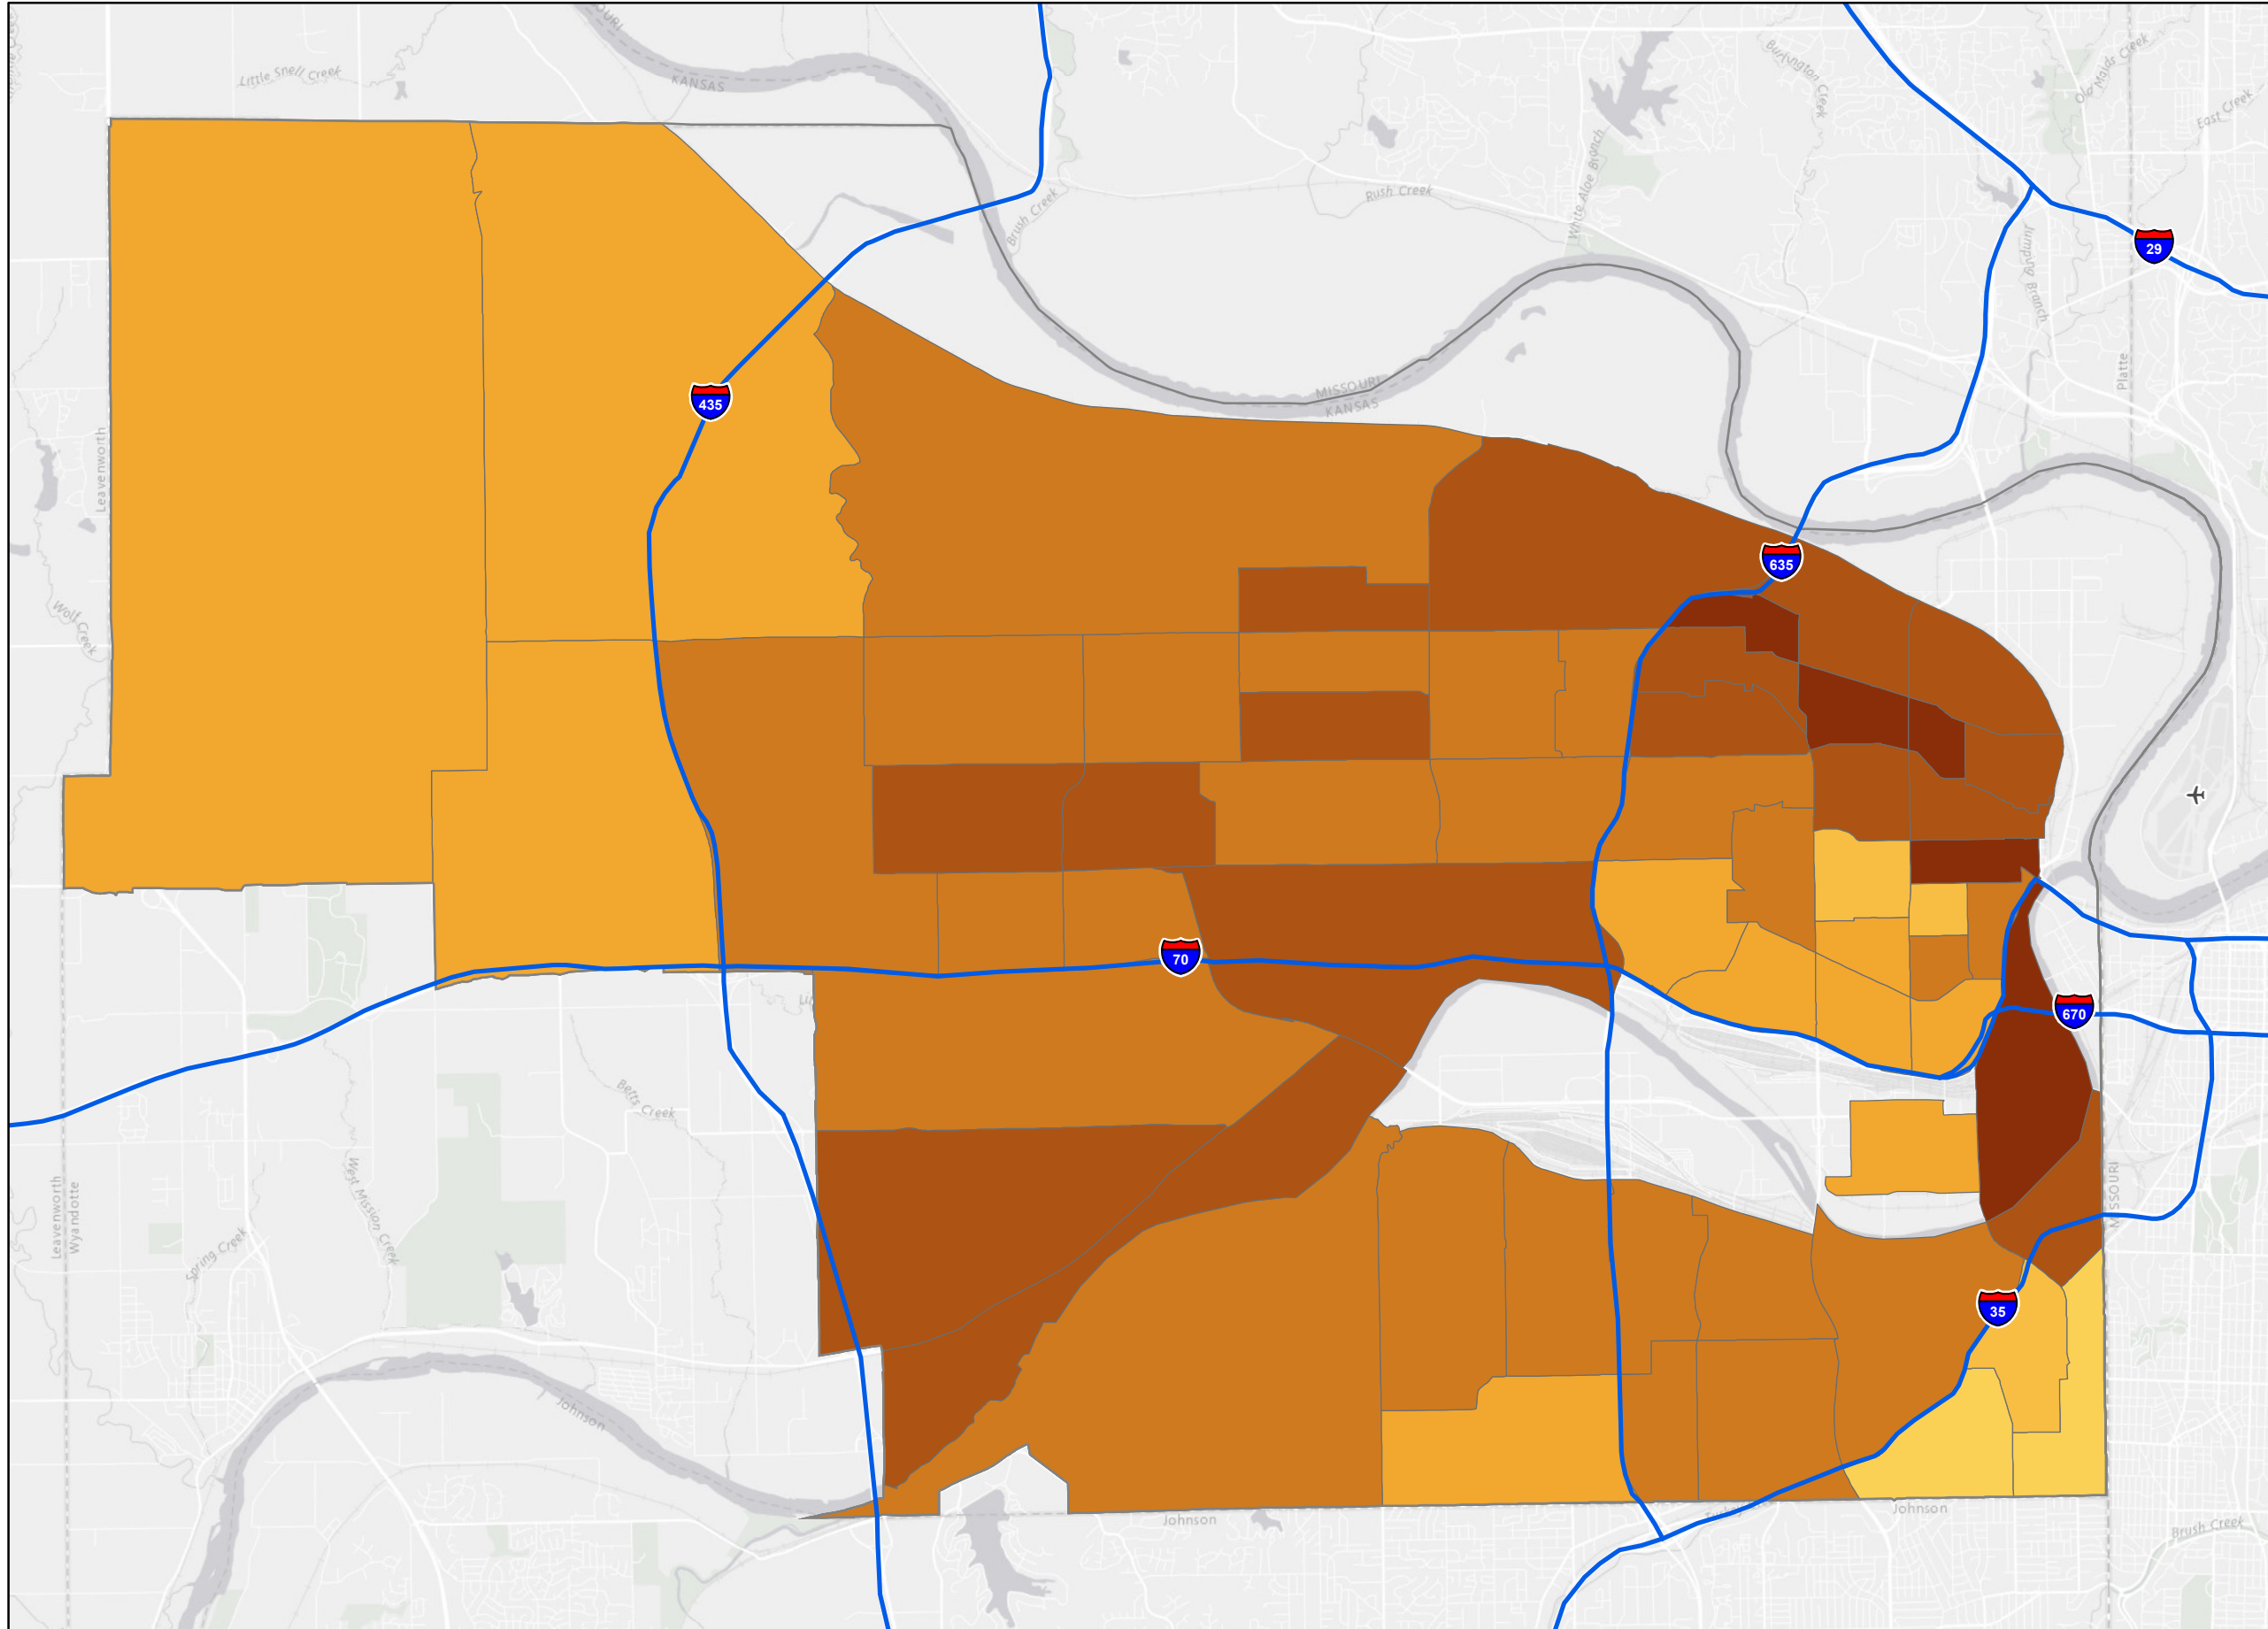 OURI
KANSAS
Little Snell Creek
Burlington Creek
Old Maids Creek
East Creek
White Aloe Branch
Rush Creek
Brush Creek
Jumping Branch
29
Platte
MISSOURI
KANSAS
435
Leavenworth
635
Wolf Creek
70
Li
670
Betts Creek
West Mission Creek
Leavenworth
Wyandotte
MISSOURI
Spring Creek
35
Johnson
Johnson
Johnson
Brush Creek